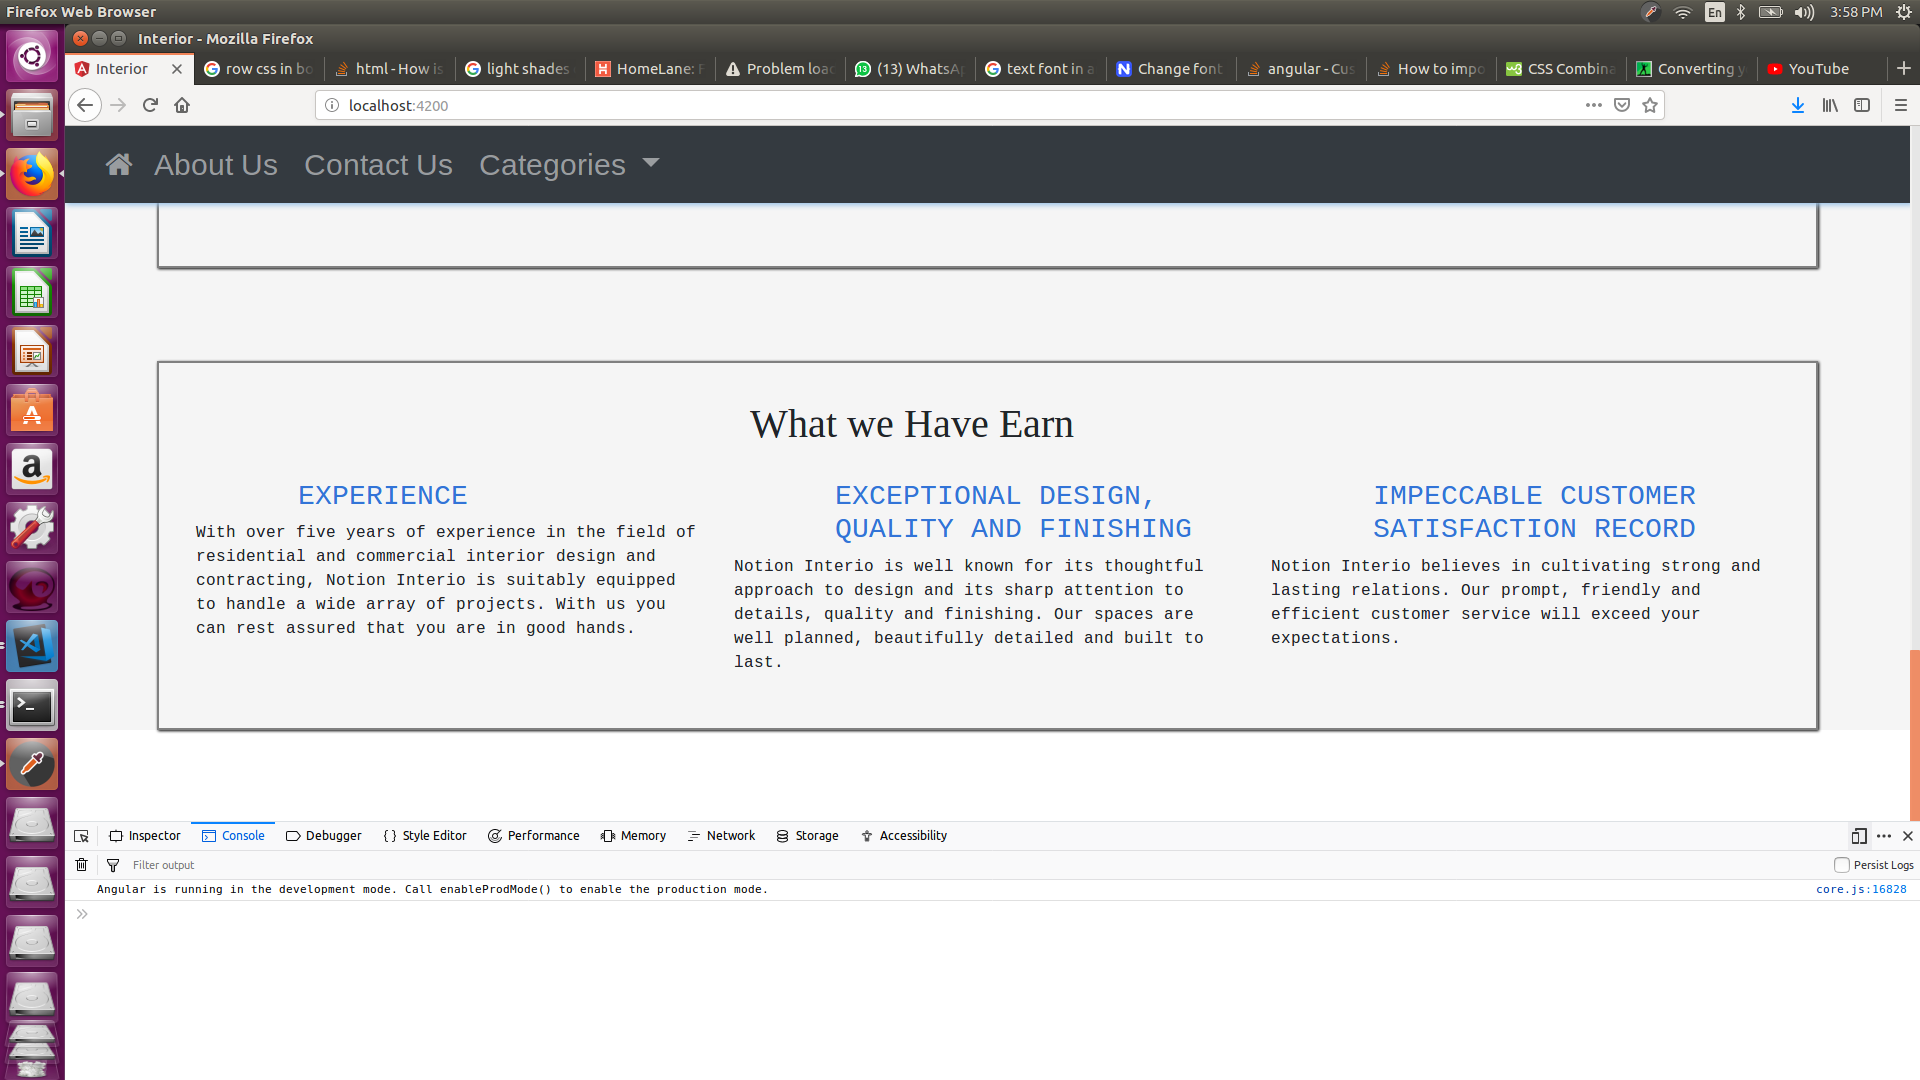 Firefox Web Browser
En
3:58 PM
Interior - Mozilla Firefox
Interior
row css in bo
html - How is
light shades
HomeLane: F
Problem loa
(13) WhatsA
text font in a
Change font
angular - Cus
How to impo
CSS Combina
Converting y
YouTube
localhost:4200
About Us
Contact Us
Categories
What we Have Earn
EXPERIENCE
With over five years of experience in the field of
residential and commercial interior design and
contracting, Notion Interio is suitably equipped
to handle a wide array of projects. With us you
can rest assured that you are in good hands.
EXCEPTIONAL DESIGN,
QUALITY AND FINISHING
Notion Interio is well known for its thoughtful
approach to design and its sharp attention to
details, quality and finishing. Our spaces are
well planned, beautifully detailed and built to
last.
IMPECCABLE CUSTOMER
SATISFACTION RECORD
Notion Interio believes in cultivating strong and
lasting relations. Our prompt, friendly and
efficient customer service will exceed your
expectations.
Inspector
Console
Debugger
Style Editor
Performance
Memory
Network
Storage
Accessibility
Filter output
Persist Logs
Angular is running in the development mode. Call enableProdMode() to enable the production mode.
core.js:16828